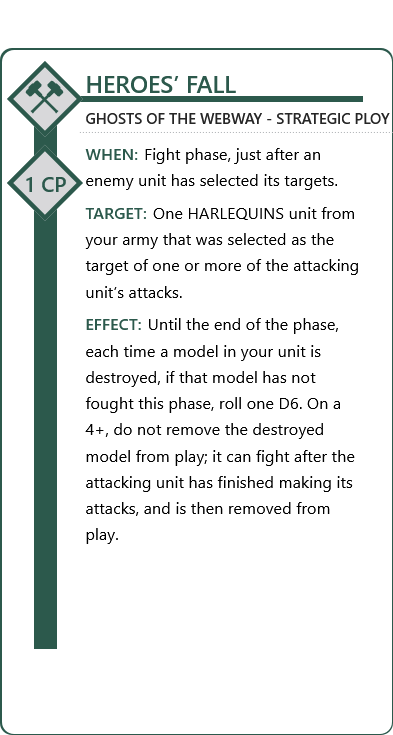 HEROES’ FALL
GHOSTS OF THE WEBWAY - STRATEGIC PLOY
1 CP
WHEN: Fight phase, just after an
enemy unit has selected its targets.
TARGET: One HARLEQUINS unit from
your army that was selected as the
target of one or more of the attacking
unit’s attacks.
EFFECT: Until the end of the phase,
each time a model in your unit is
destroyed, if that model has not
fought this phase, roll one D6. On a
4+, do not remove the destroyed
model from play; it can fight after the
attacking unit has finished making its
attacks, and is then removed from
play.